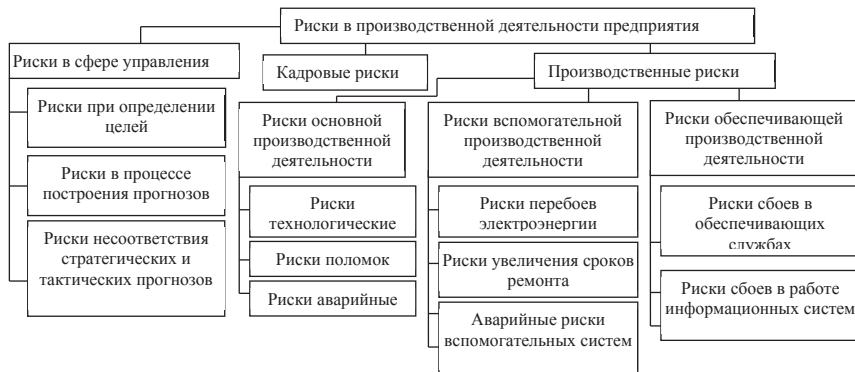 Риски в производственной деятельности предприятия
Риски в сфере управления
Кадровые риски
Производственные риски
Риски при определении
целей
Риски в процессе
построения прогнозов
Риски несоответствия
стратегических и
тактических прогнозов
Риски основной
производственной
деятельности
Риски
технологические
Риски поломок
Риски аварийные
Риски вспомогательной
производственной
деятельности
Риски перебоев
электроэнергии
Риски увеличения сроков
ремонта
Аварийные риски
вспомогательных систем
Риски обеспечивающей
производственной
деятельности
Риски сбоев в
обеспечивающих
службах
Риски сбоев в работе
информационных систем